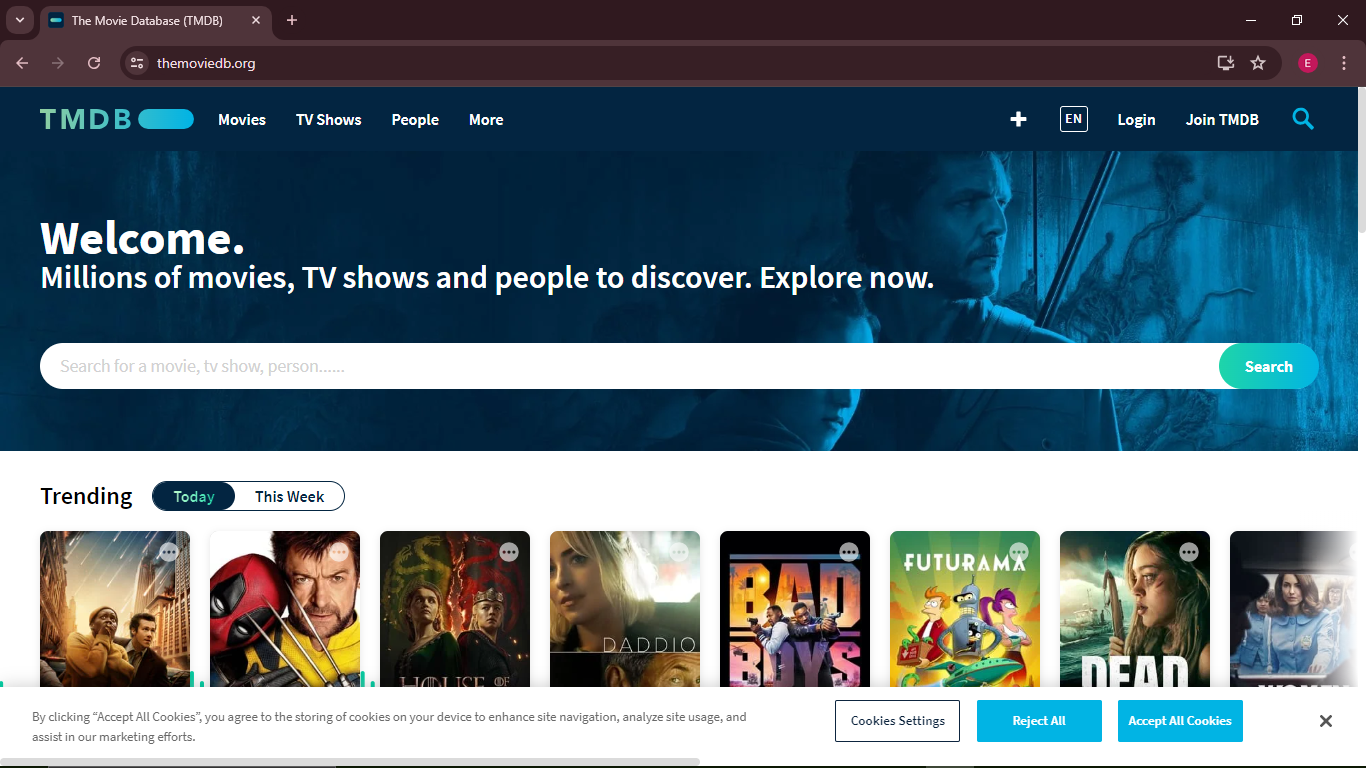 The Movie Database (TMDB)
themoviedb.org
E
TMDB
Movies
TV Shows
People
More
EN
Login
Join TMDB
Welcome.
Millions of movies, TV shows and people to discover. Explore now.
Search for a movie, tv show, person......
Search
Trending
Today
This Week
HOUSE OF
DADDIO
BAD
BOYS
FUTURAMA
DEAD
By clicking “Accept All Cookies”, you agree to the storing of cookies on your device to enhance site navigation, analyze site usage, and
assist in our marketing efforts.
Cookies Settings
Reject All
Accept All Cookies